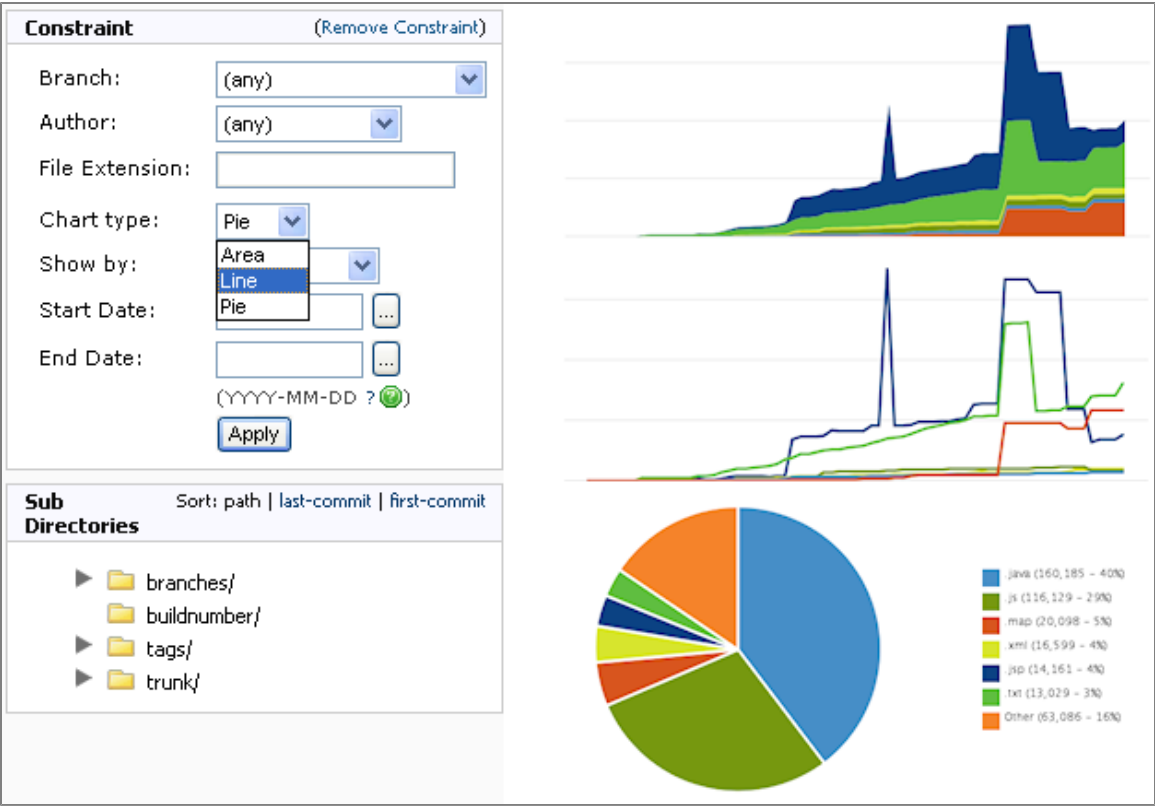 Constraint (Remove Constraint)
Branch: (any)
Author: (any)
File Extension:
Chart type: Pie
Area
Show by:
Line
Pie
Start Date: ...
End Date: ...
(YYYY-MM-DD ??)
Apply
Sub Directories Sort: path | last-commit | first-commit
branches/
buildnumber/
tags/
trunk/
.java (160,185 - 40%)
.js (116,129 - 29%)
.map (20,098 - 5%)
.xml (16,599 - 4%)
.jsp (14,161 - 4%)
.txt (13,029 - 3%)
Other (63,086 - 16%)